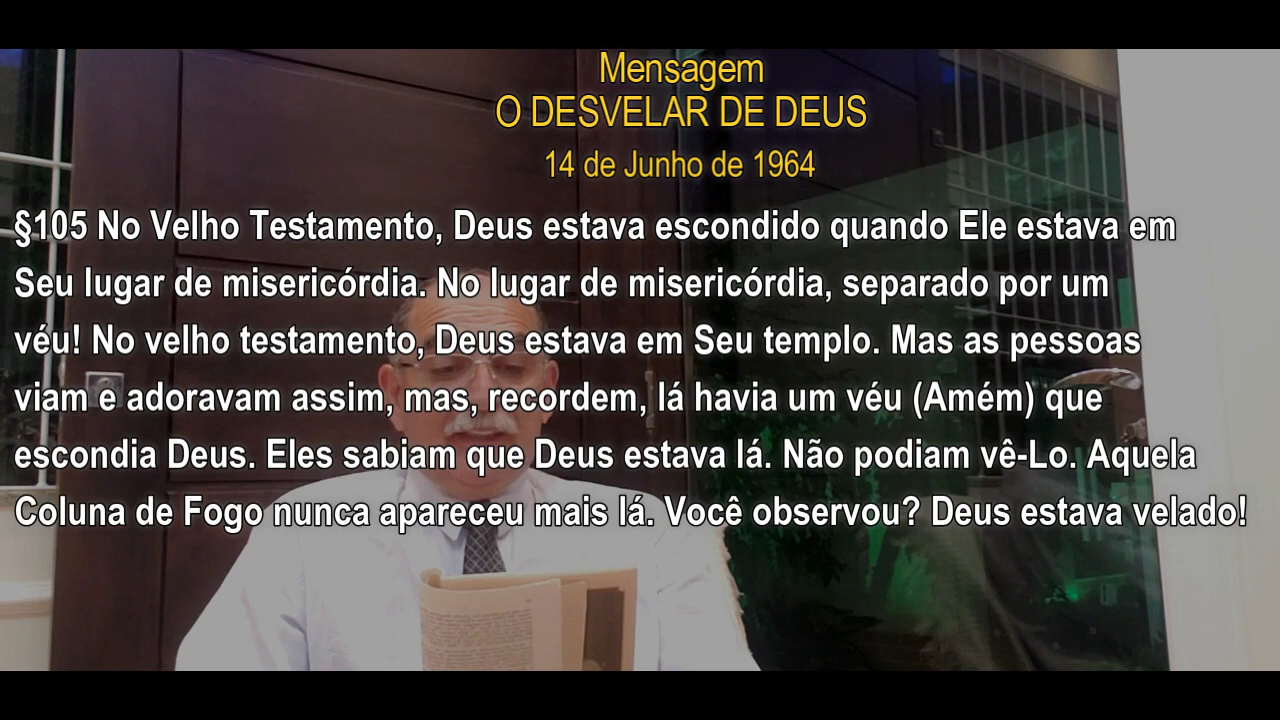 Mensagem
O DESVELAR DE DEUS
14 de Junho de 1964
§105 No Velho Testamento, Deus estava escondido quando Ele estava em
Seu lugar de misericórdia. No lugar de misericórdia, separado por um
véu! No velho testamento, Deus estava em Seu templo. Mas as pessoas
viam e adoravam assim, mas, recordem, lá havia um véu (Amém) que
escondia Deus. Eles sabiam que Deus estava lá. Não podiam vê-Lo. Aquela
Coluna de Fogo nunca apareceu mais lá. Você observou? Deus estava velado!